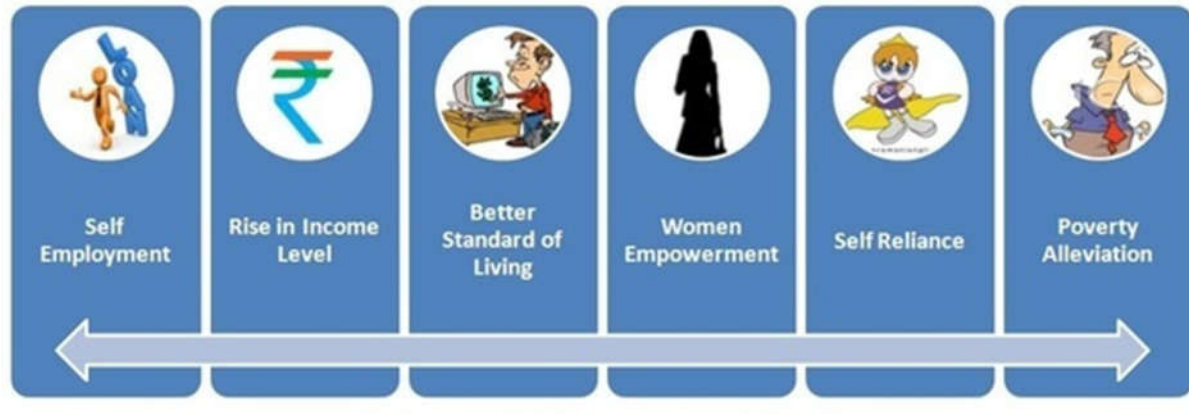 LOAN
Self
Employment
Rise in Income
Level
Better
Standard of
Living
$
Women
Empowerment
Self Reliance
Poverty
Alleviation